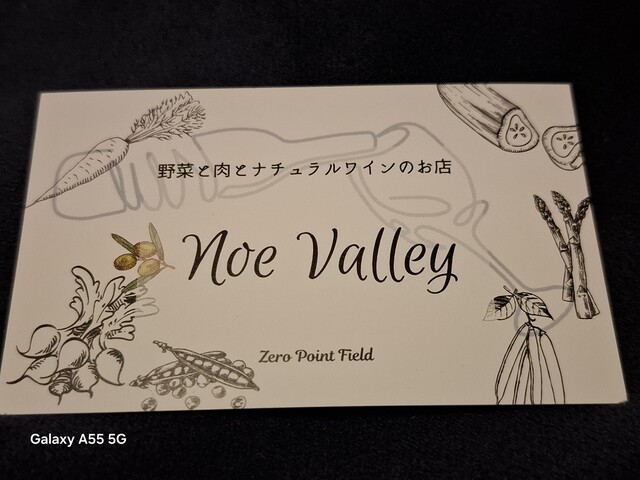 野菜と肉とナチュラルワインのお店
Noe Valley
Zero Point Field
Galaxy A55 5G